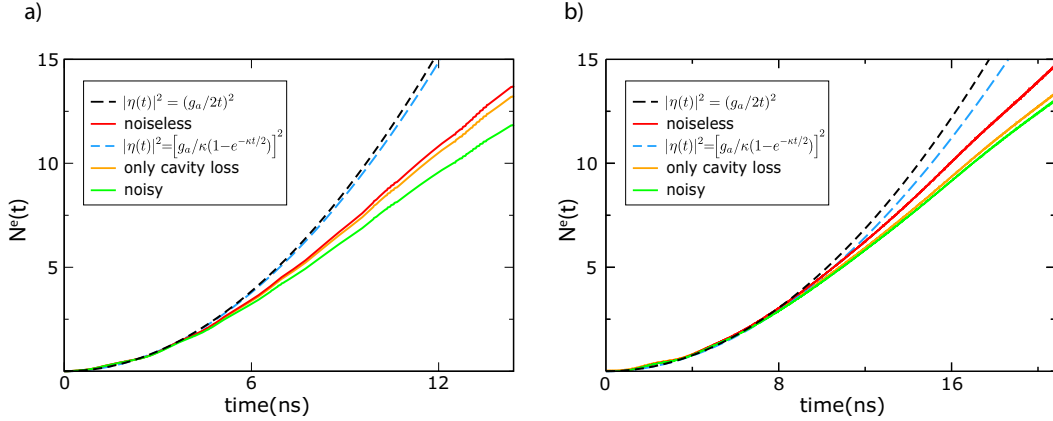 a)
15
10
5
0
6
12
N^e(t)
time(ns)
|η(t)|² = (g_a/2t)²
noiseless
|η(t)|²=[g_a/κ(1−e^{−κt/2})]²
only cavity loss
noisy
b)
15
10
5
0
8
16
N^e(t)
time(ns)
|η(t)|² = (g_a/2t)²
noiseless
|η(t)|²=[g_a/κ(1−e^{−κt/2})]²
only cavity loss
noisy